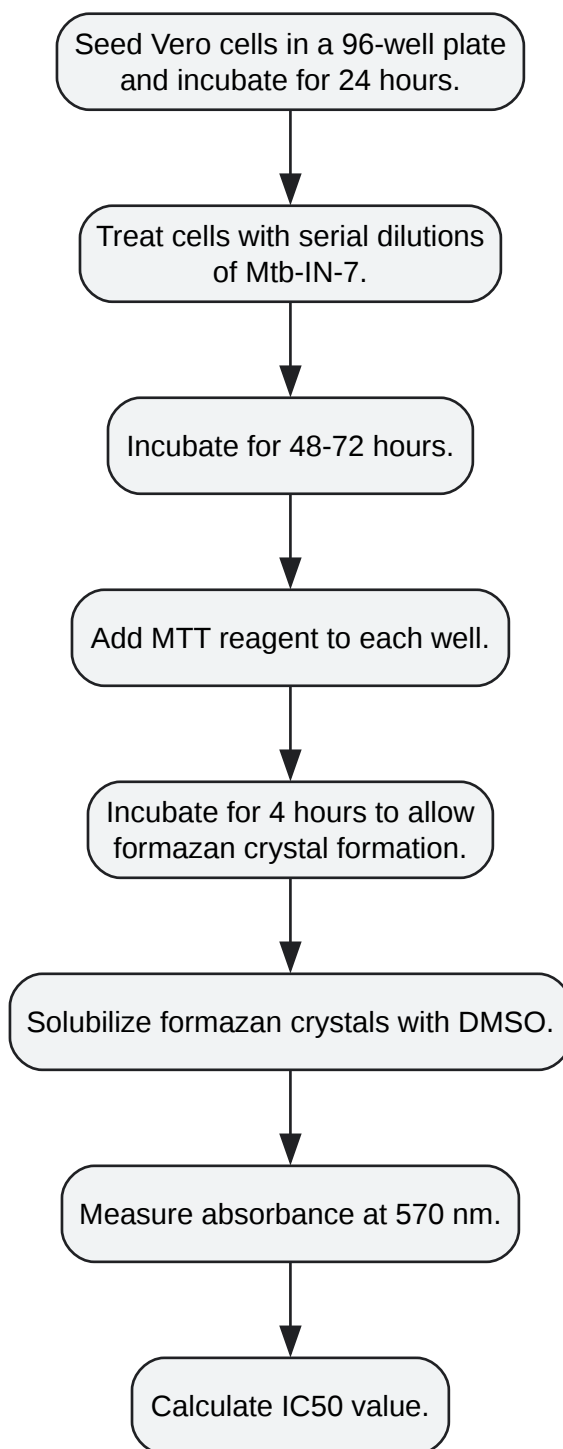 Seed Vero cells in a 96-well plate
and incubate for 24 hours.
Treat cells with serial dilutions
of Mtb-IN-7.
Incubate for 48-72 hours.
Add MTT reagent to each well.
Incubate for 4 hours to allow
formazan crystal formation.
Solubilize formazan crystals with DMSO.
Measure absorbance at 570 nm.
Calculate IC50 value.